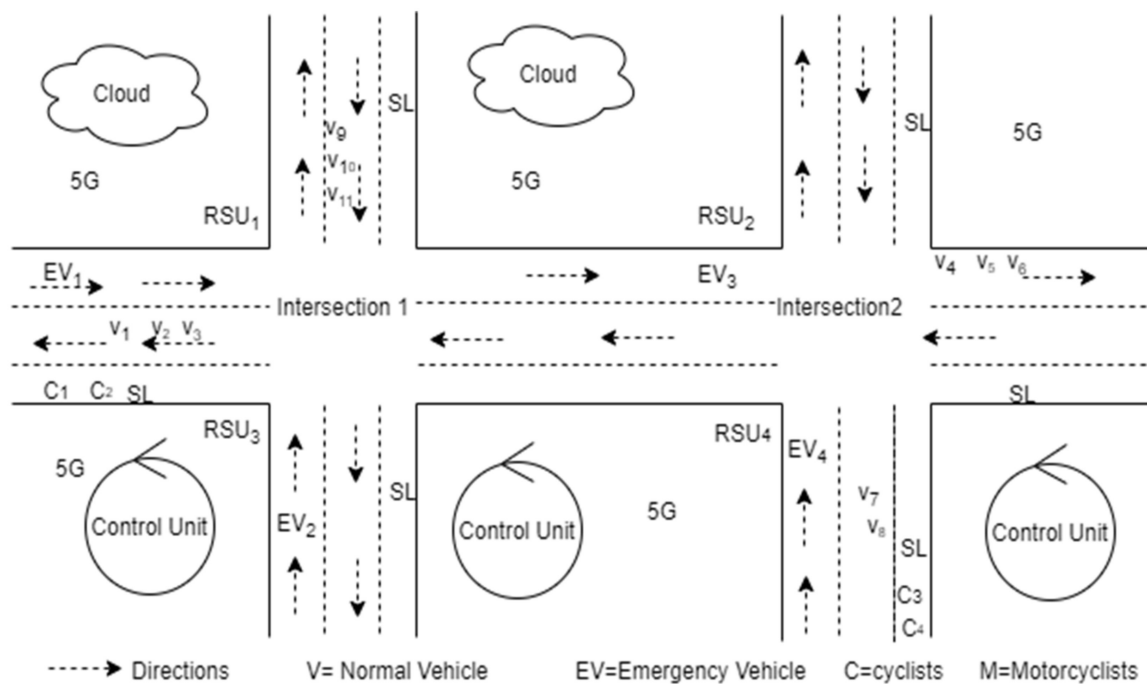 Cloud
Cloud
5G
5G
5G
SL
SL
V9
V10
V11
RSU1
RSU2
EV1
EV3
V4 V5 V6
Intersection 1
Intersection2
V1 V2 V3
C1 C2 SL
SL
RSU3
RSU4
EV4
5G
SL
V7
5G
Control Unit
EV2
Control Unit
V8
Control Unit
SL
C3
C4
Directions V= Normal Vehicle EV=Emergency Vehicle C=cyclists M=Motorcyclists